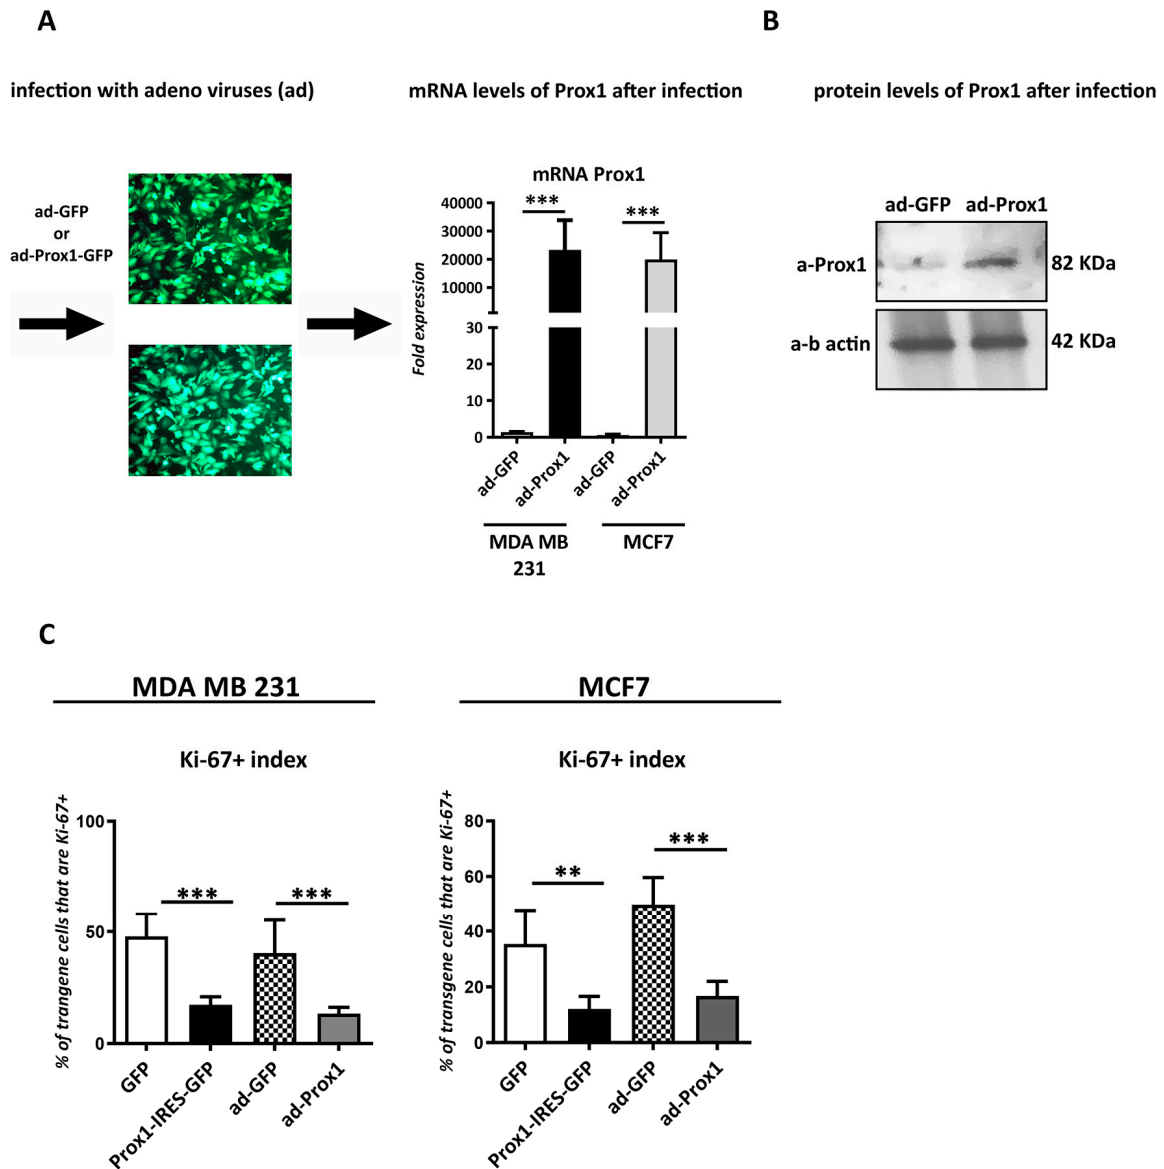 A
B
infection with adeno viruses (ad)
mRNA levels of Prox1 after infection
protein levels of Prox1 after infection
ad-GFP
or
ad-Prox1-GFP
mRNA Prox1
***
***
Fold expression
40000
30000
20000
10000
30
20
10
0
ad-GFP
ad-Prox1
ad-GFP
ad-Prox1
MDA MB
231
MCF7
ad-GFP ad-Prox1
a-Prox1
82 KDa
a-b actin
42 KDa
C
MDA MB 231
Ki-67+ index
% of trangene cells that are Ki-67+
100
50
0
***
***
GFP
Prox1-IRES-GFP
ad-GFP
ad-Prox1
MCF7
Ki-67+ index
% of transgene cells that are Ki-67+
80
60
40
20
0
**
***
GFP
Prox1-IRES-GFP
ad-GFP
ad-Prox1